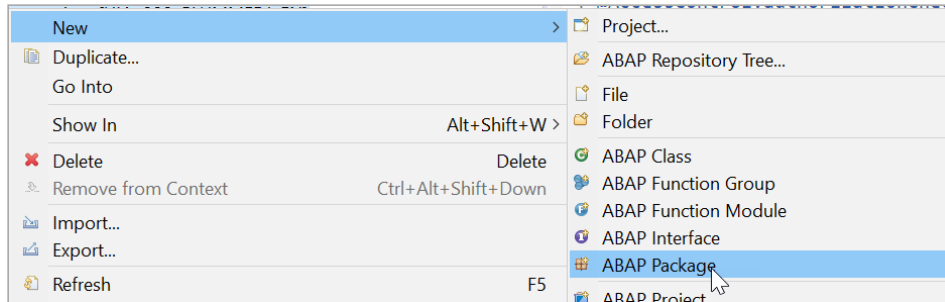 New >
Duplicate...
Go Into
Show In Alt+Shift+W >
Delete Delete
Remove from Context Ctrl+Alt+Shift+Down
Import...
Export...
Refresh F5
Project...
ABAP Repository Tree...
File
Folder
ABAP Class
ABAP Function Group
ABAP Function Module
ABAP Interface
ABAP Package
ABAP Project